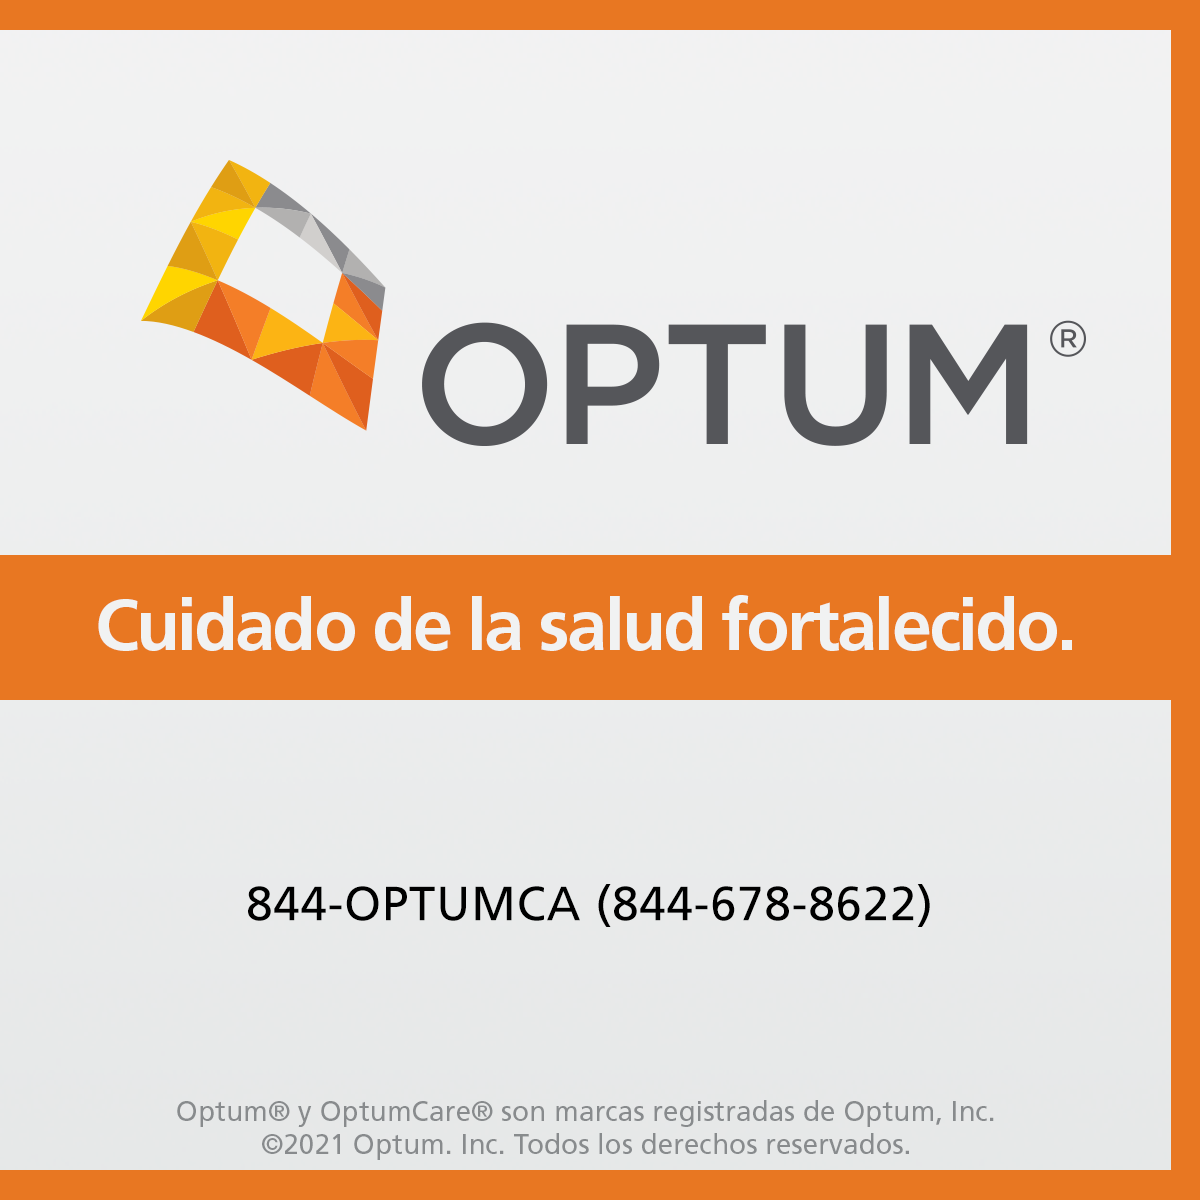 OPTUM®
Cuidado de la salud fortalecido.
844-OPTUMCA (844-678-8622)
Optum® y OptumCare® son marcas registradas de Optum, Inc.
©2021 Optum. Inc. Todos los derechos reservados.